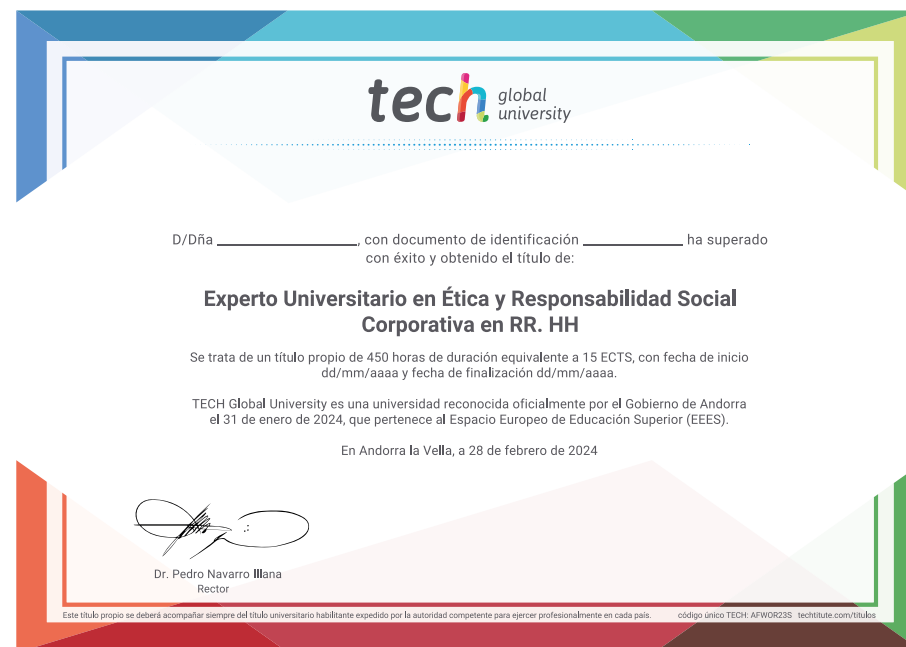 tech global university
D/Dña ____________________, con documento de identificación ______________ ha superado
con éxito y obtenido el título de:
Experto Universitario en Ética y Responsabilidad Social
Corporativa en RR. HH
Se trata de un título propio de 450 horas de duración equivalente a 15 ECTS, con fecha de inicio
dd/mm/aaaa y fecha de finalización dd/mm/aaaa.
TECH Global University es una universidad reconocida oficialmente por el Gobierno de Andorra
el 31 de enero de 2024, que pertenece al Espacio Europeo de Educación Superior (EEES).
En Andorra la Vella, a 28 de febrero de 2024
Dr. Pedro Navarro Illana
Rector
Este título propio se deberá acompañar siempre del título universitario habilitante expedido por la autoridad competente para ejercer profesionalmente en cada país. código único TECH: AFWOR23S techtitute.com/titulos